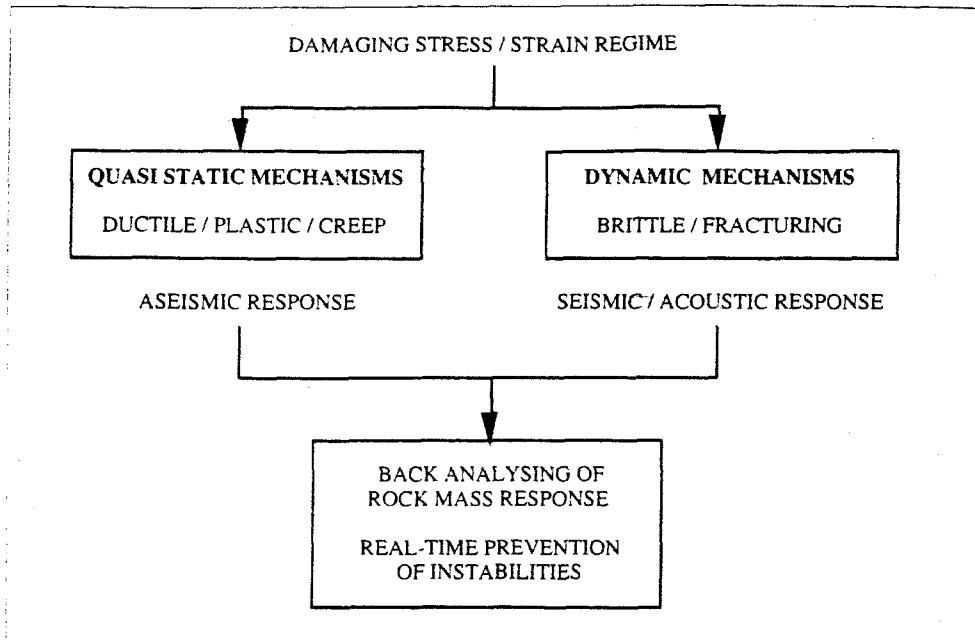 DAMAGING STRESS / STRAIN REGIME
QUASI STATIC MECHANISMS
DUCTILE / PLASTIC / CREEP
DYNAMIC MECHANISMS
BRITTLE / FRACTURING
ASEISMIC RESPONSE
SEISMIC / ACOUSTIC RESPONSE
BACK ANALYSING OF
ROCK MASS RESPONSE
REAL-TIME PREVENTION
OF INSTABILITIES